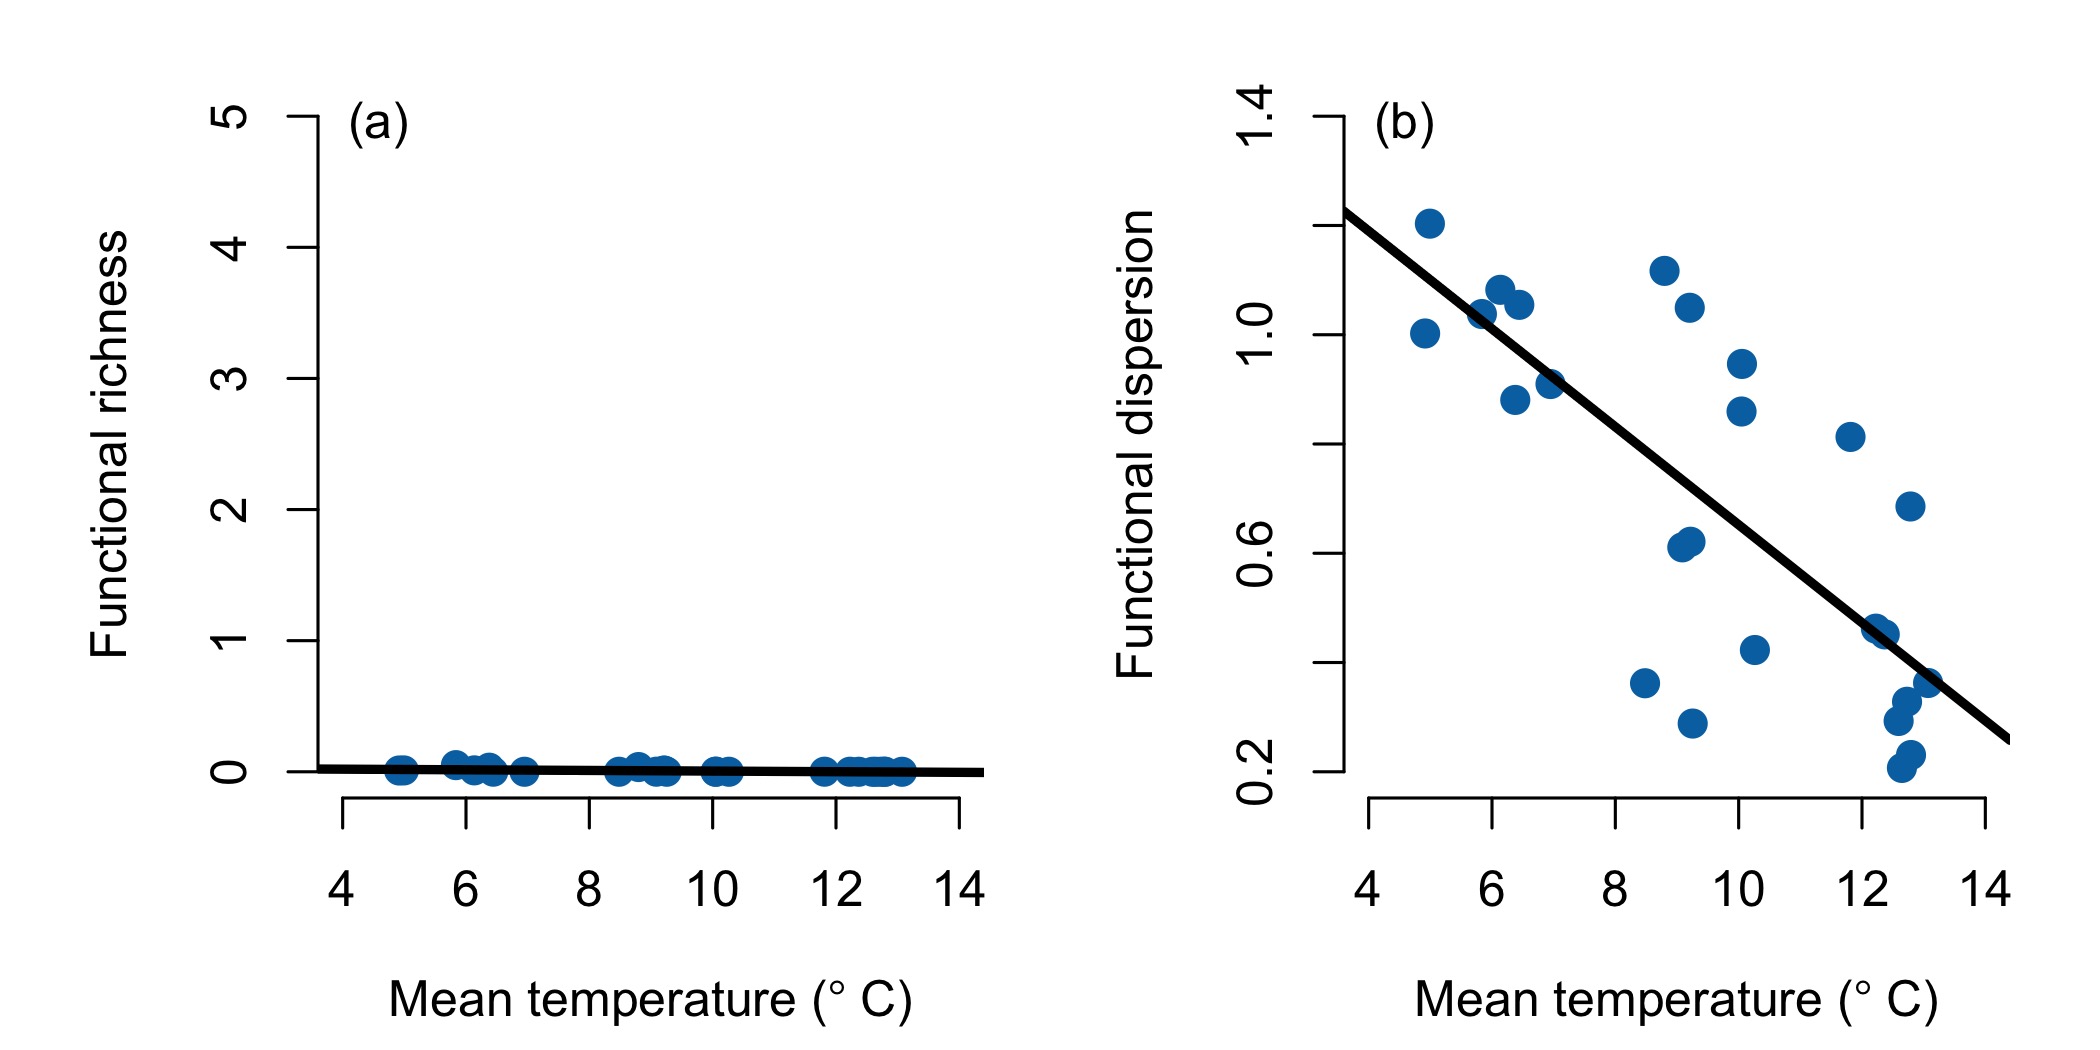 (a)
Functional richness
5
4
3
2
1
0
4 6 8 10 12 14
Mean temperature (° C)
(b)
Functional dispersion
1.4
1.0
0.6
0.2
4 6 8 10 12 14
Mean temperature (° C)